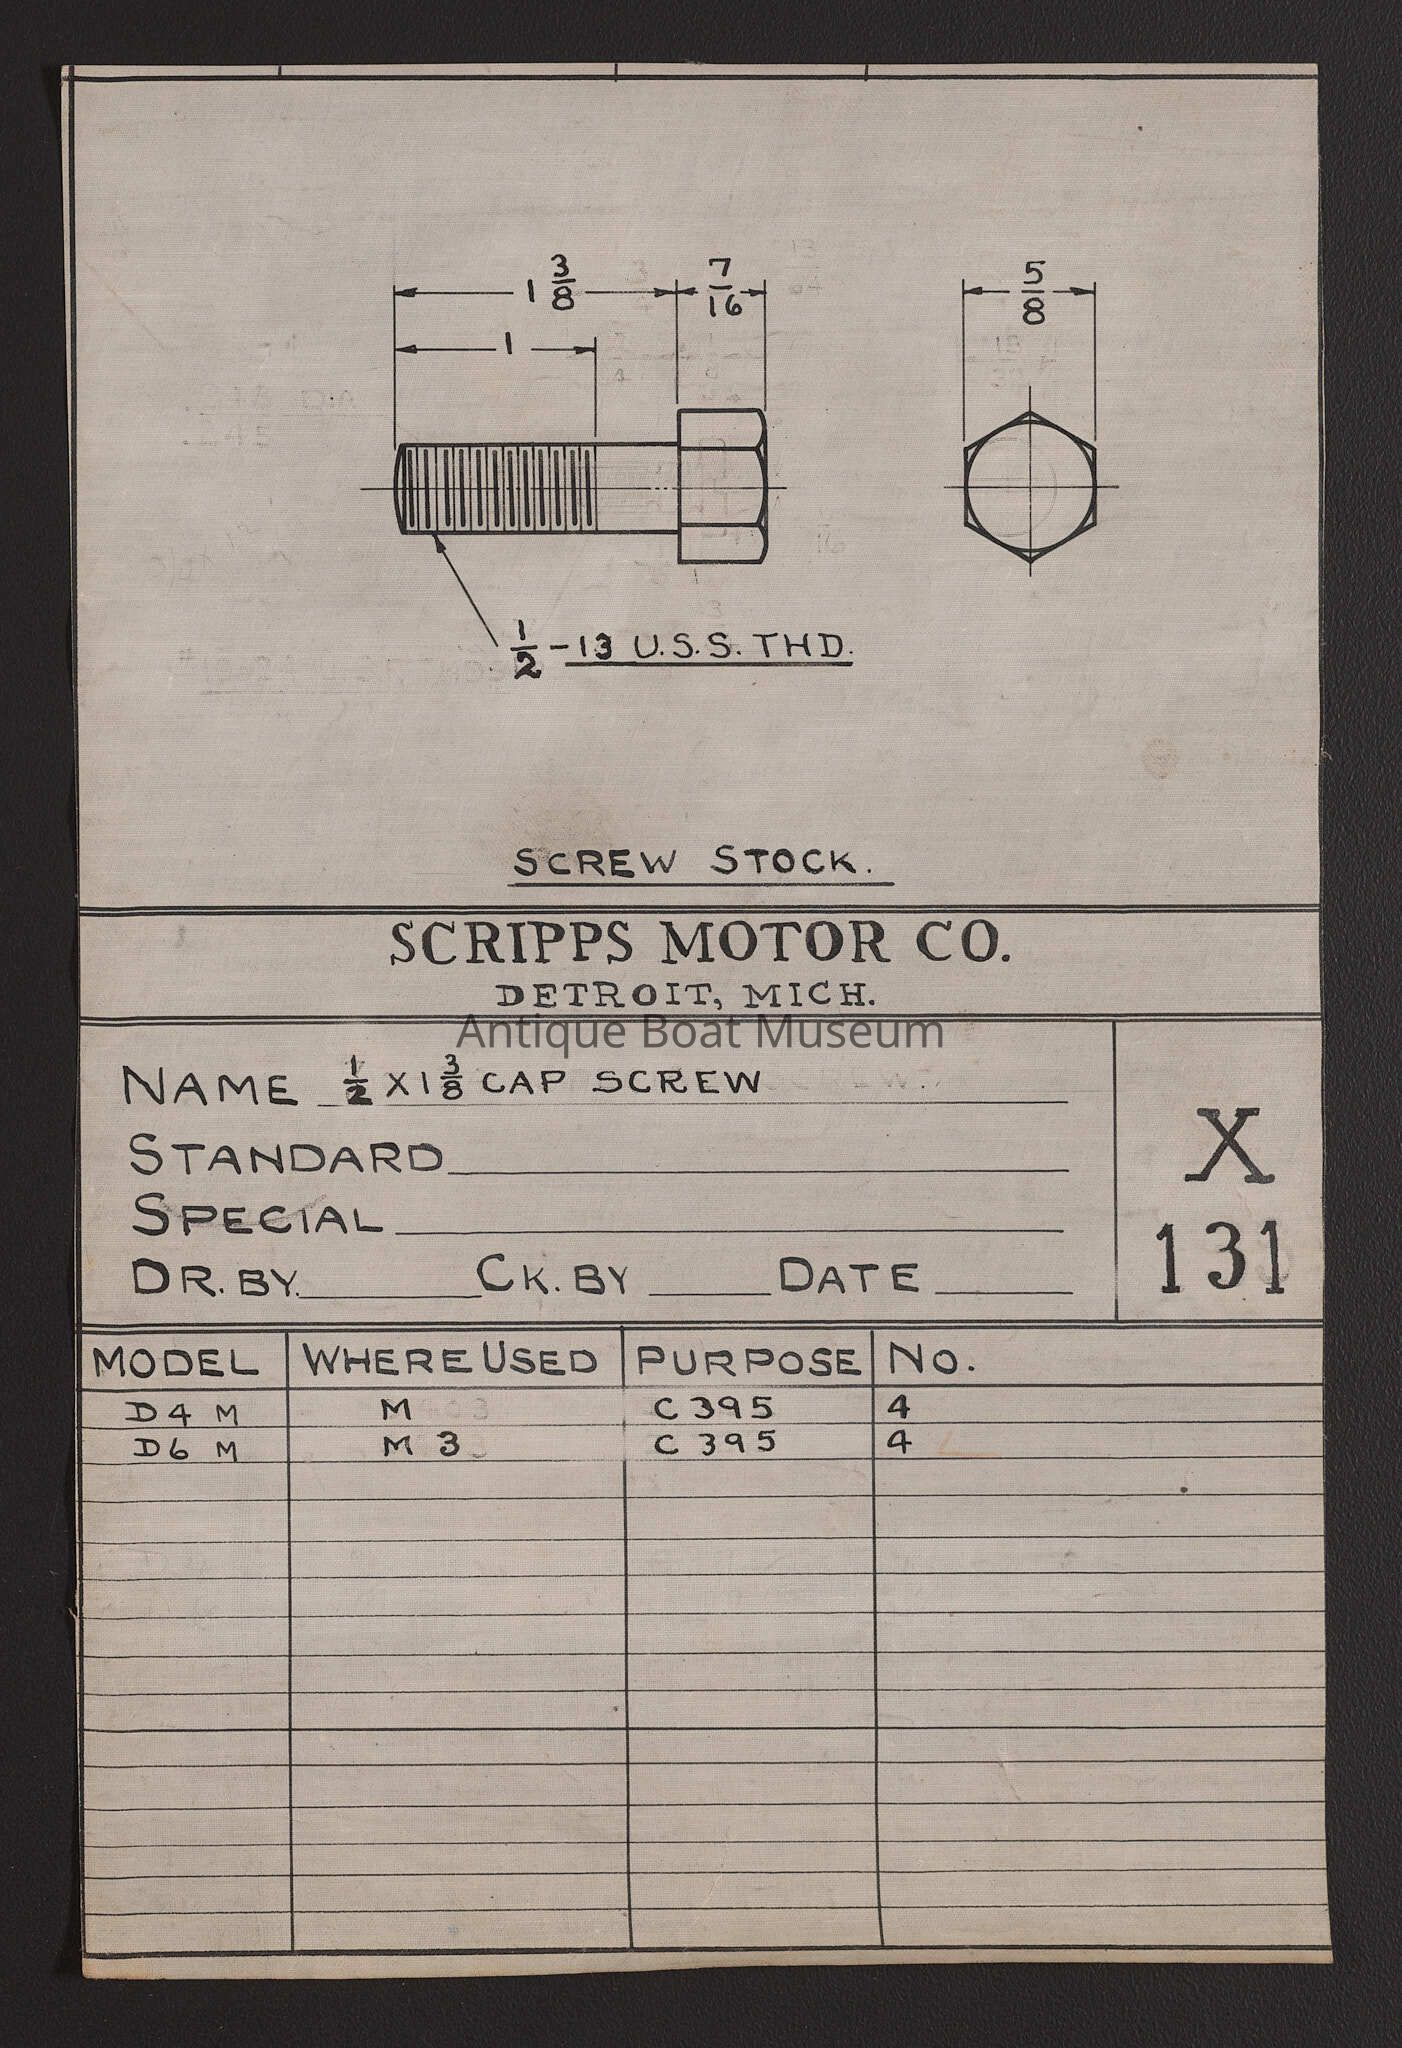 1 3/8 7/16 5/8
1
1/2 - 13 U.S.S. THD.
SCREW STOCK.
SCRIPPS MOTOR CO.
DETROIT, MICH.
Antique Boat Museum
NAME 1/2 X 1 3/8 CAP SCREW
STANDARD
SPECIAL
DR. BY. CK. BY DATE
X
131
MODEL WHERE USED PURPOSE NO.
D4 M M C 395 4
D6 M M 3 C 395 4